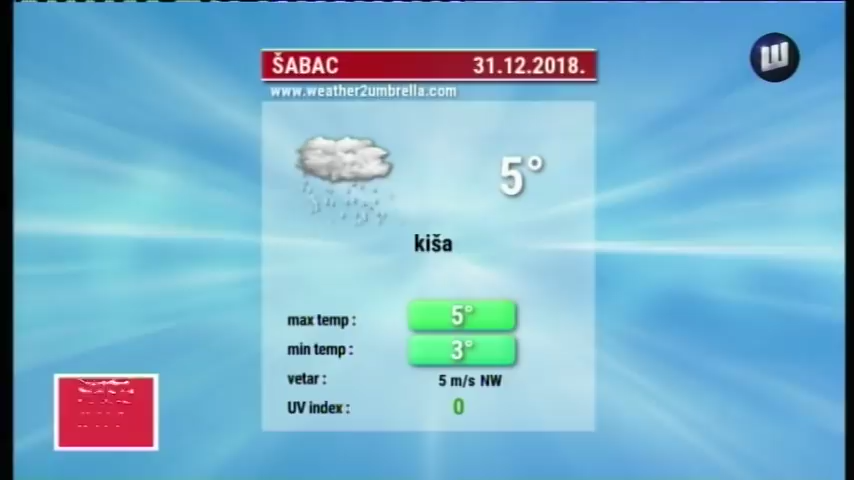 ŠABAC 31.12.2018.
www.weather2umbrella.com
5°
kiša
max temp : 5°
min temp : 3°
vetar : 5 m/s NW
UV index : 0
Ш